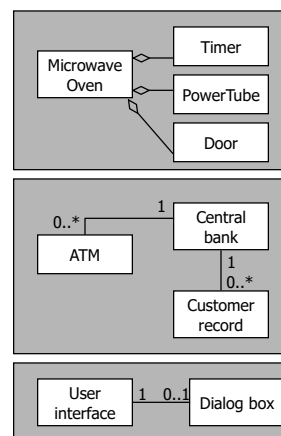 Timer
Microwave
Oven
PowerTube
Door
1
Central
bank
0..*
ATM
1
0..*
Customer
record
User
interface
1 0..1
Dialog box